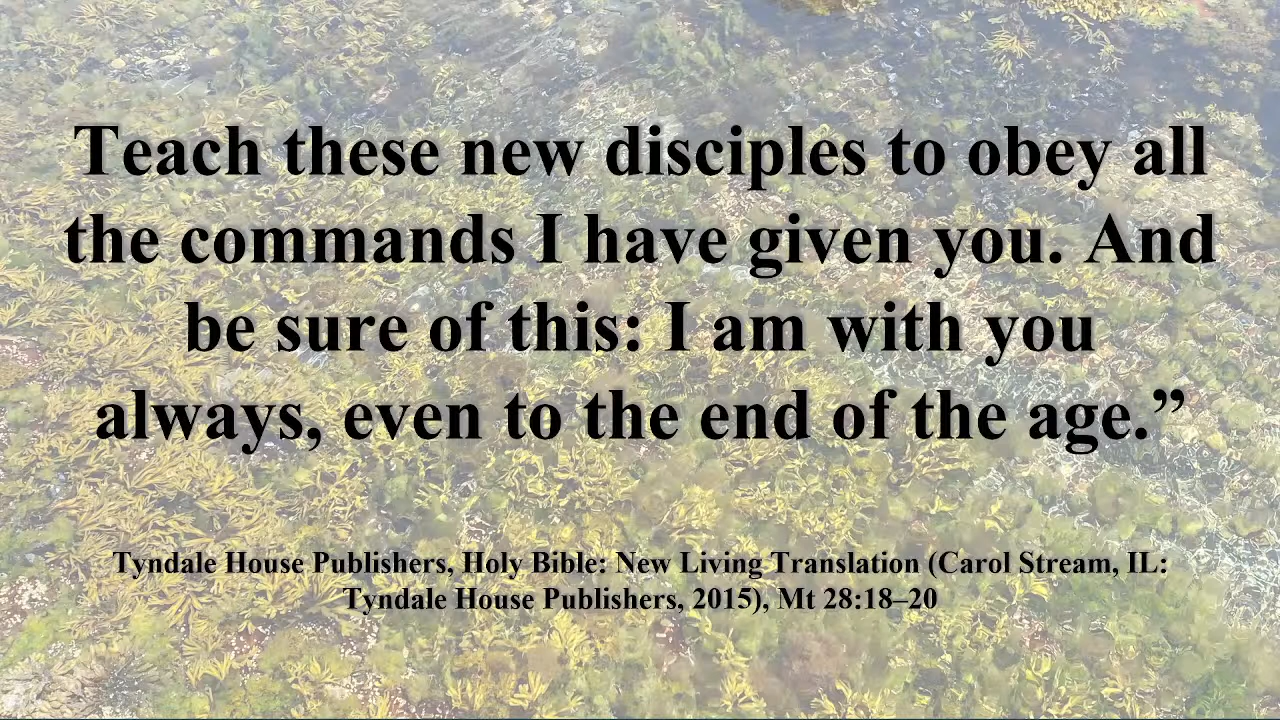 Teach these new disciples to obey all
the commands I have given you. And
be sure of this: I am with you
always, even to the end of the age.”
Tyndale House Publishers, Holy Bible: New Living Translation (Carol Stream, IL:
Tyndale House Publishers, 2015), Mt 28:18–20